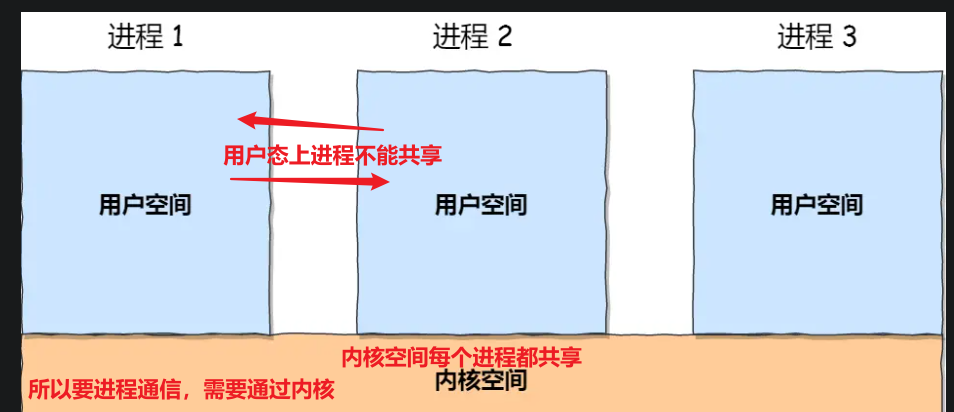 进程 1
进程 2
进程 3
用户态上进程不能共享
用户空间
用户空间
用户空间
内核空间每个进程都共享
内核空间
所以要进程通信，需要通过内核